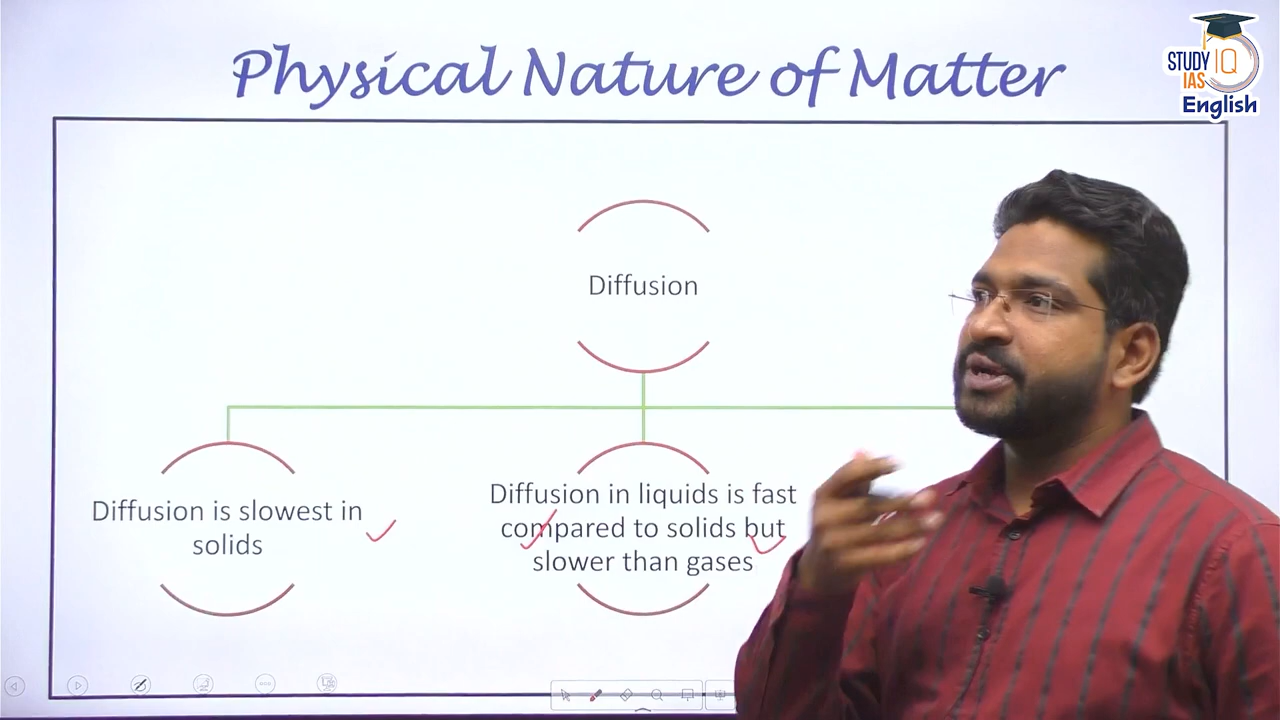 Physical Nature of Matter
STUDY IQ
IAS
English
Diffusion
Diffusion is slowest in
solids
Diffusion in liquids is fast
compared to solids but
slower than gases